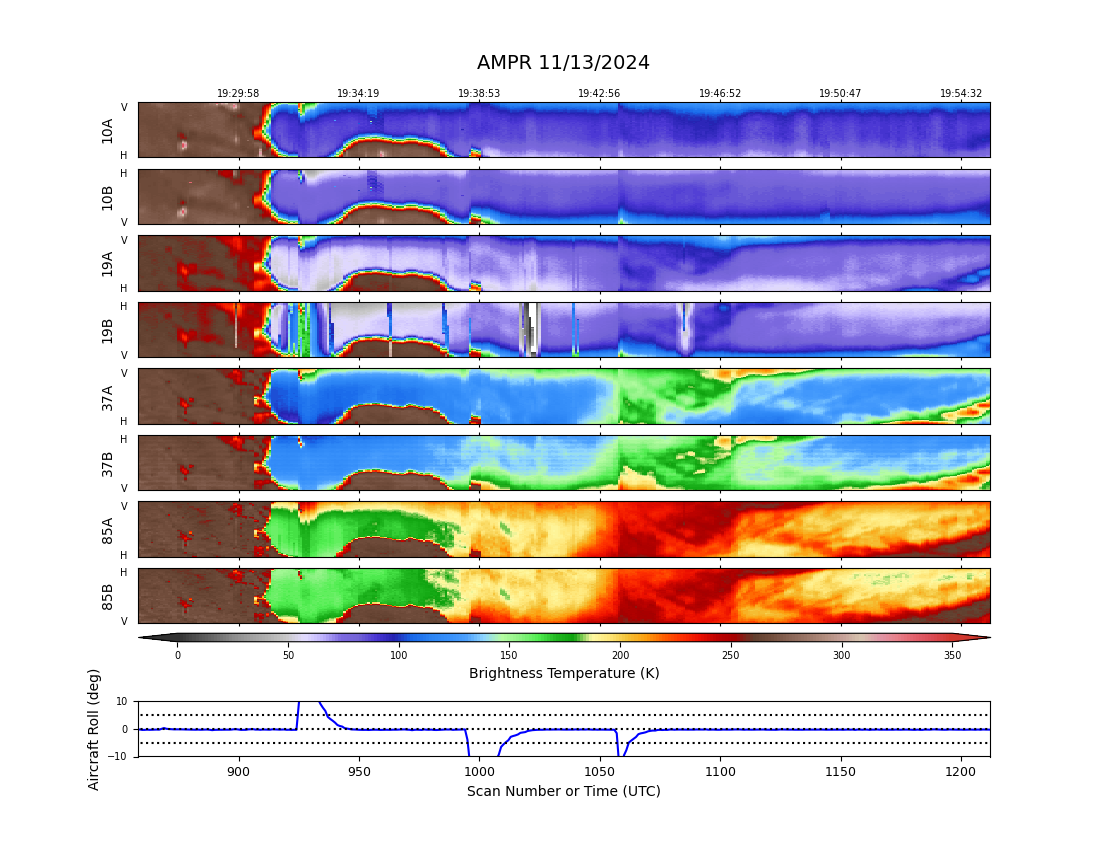 AMPR 11/13/2024
19:29:58 19:34:19 19:38:53 19:42:56 19:46:52 19:50:47 19:54:32
V
10A
H
H
10B
V
V
19A
H
H
19B
V
V
37A
H
H
37B
V
V
85A
H
H
85B
V
0 50 100 150 200 250 300 350
Brightness Temperature (K)
Aircraft Roll (deg)
10
0
−10
900 950 1000 1050 1100 1150 1200
Scan Number or Time (UTC)